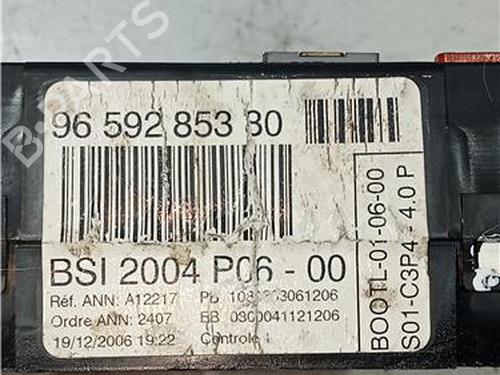 96 592 853 80
BSI 2004 P06 - 00
Réf. ANN: A12217
Ordre ANN: 2407 EB 0300041121206
19/12/2006 19:22 Controle
BOOTL-01-06-00
S01-C3P4 - 4.0 P
B-PARTS